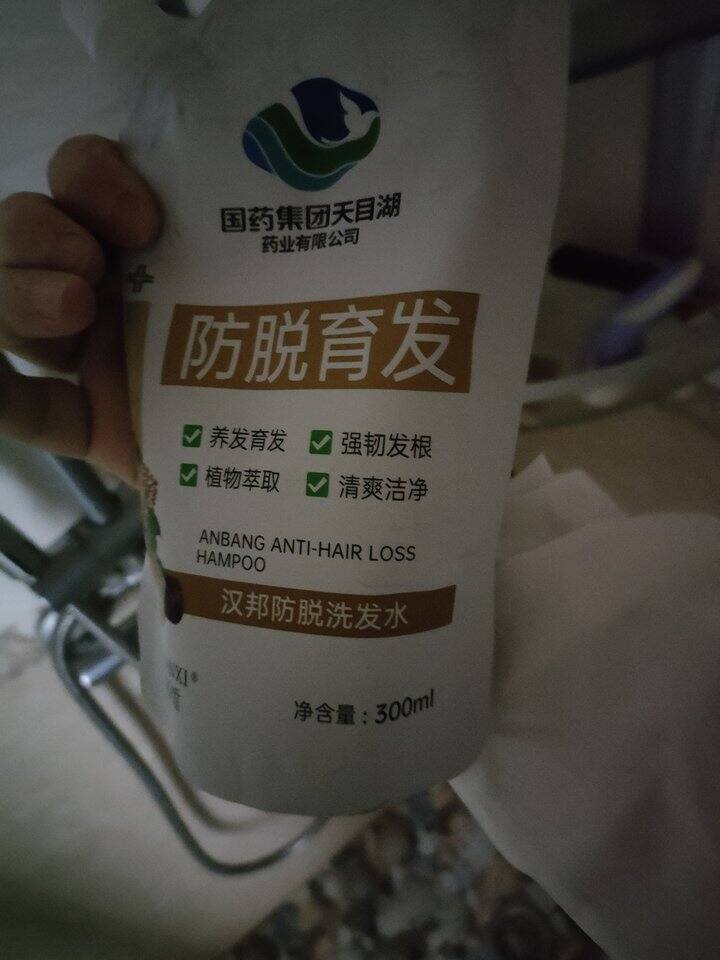 国药集团天目湖
药业有限公司
防脱育发
养发育发
强韧发根
植物萃取
清爽洁净
ANBANG ANTI-HAIR LOSS
HAMPOO
汉邦防脱洗发水
XI®
净含量：300ml